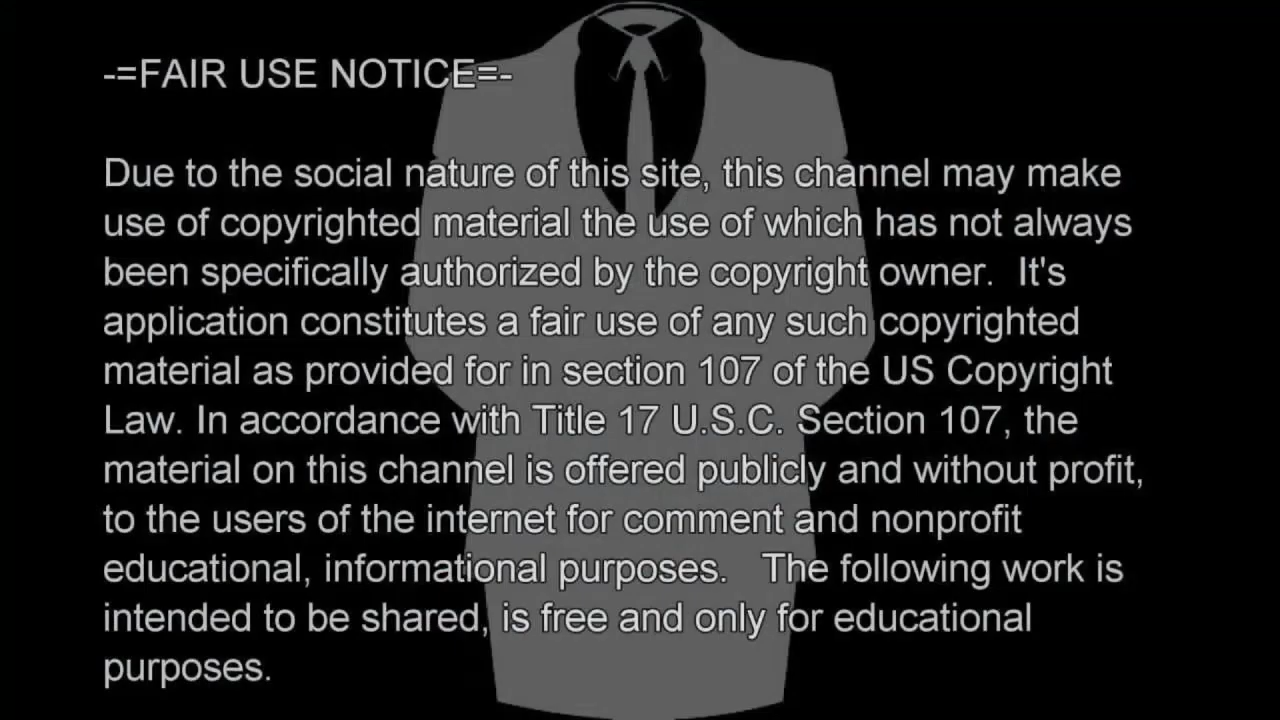 -=FAIR USE NOTICE=-
Due to the social nature of this site, this channel may make
use of copyrighted material the use of which has not always
been specifically authorized by the copyright owner.  It's
application constitutes a fair use of any such copyrighted
material as provided for in section 107 of the US Copyright
Law. In accordance with Title 17 U.S.C. Section 107, the
material on this channel is offered publicly and without profit,
to the users of the internet for comment and nonprofit
educational, informational purposes.   The following work is
intended to be shared, is free and only for educational
purposes.